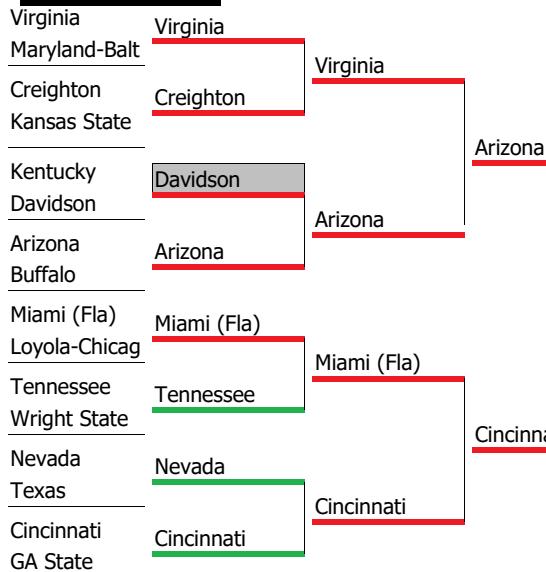 Virginia
Maryland-Balt
Creighton
Kansas State
Kentucky
Davidson
Arizona
Buffalo
Miami (Fla)
Loyola-Chicag
Tennessee
Wright State
Nevada
Texas
Cincinnati
GA State
Virginia
Creighton
Davidson
Arizona
Miami (Fla)
Tennessee
Nevada
Cincinnati
Virginia
Arizona
Miami (Fla)
Cincinnati
Arizona
Cincinna